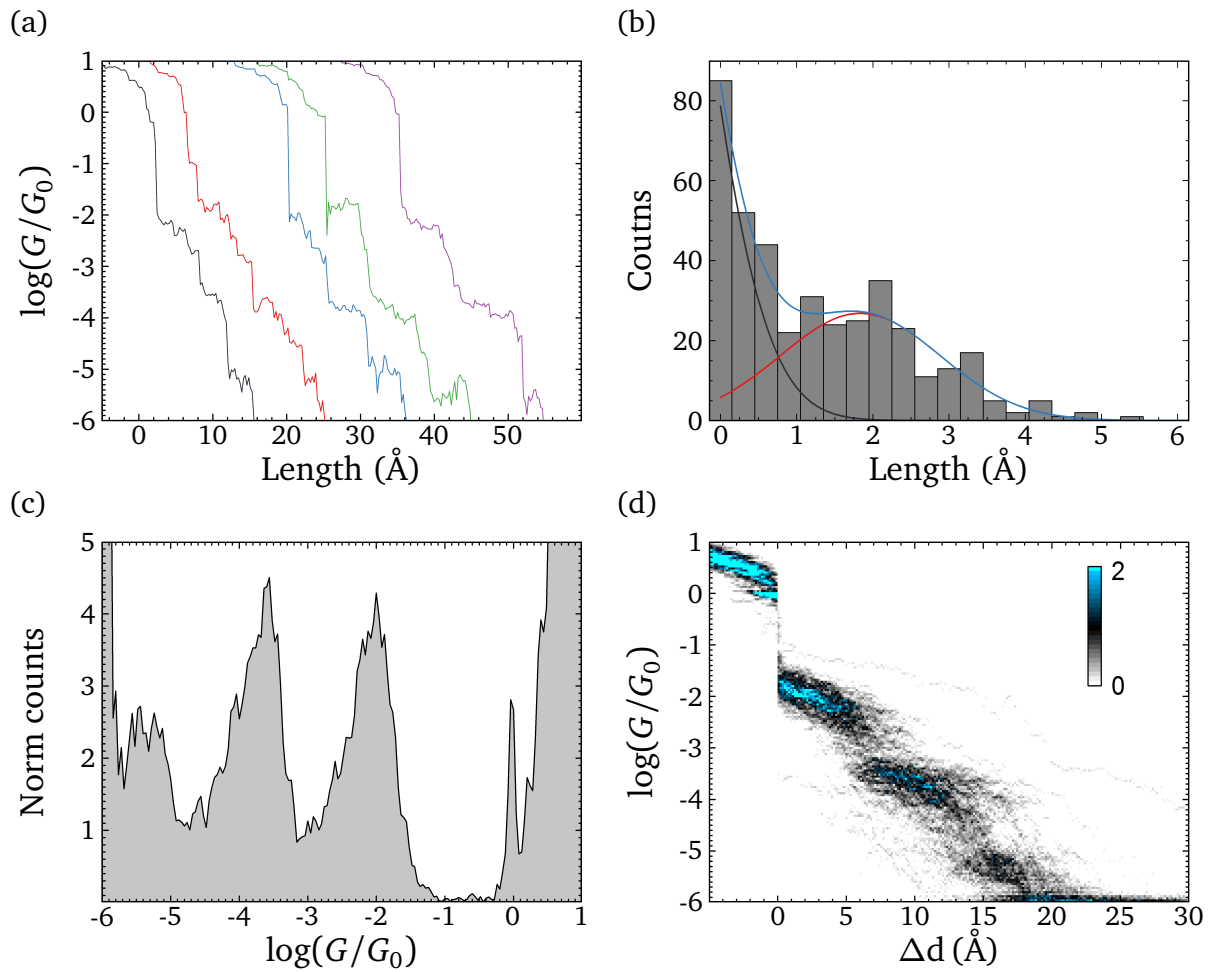 (a)
1
0
-1
-2
-3
-4
-5
-6
log(G/G0)
0 10 20 30 40 50
Length (Å)
(b)
80
60
40
20
0
Coutns
0 1 2 3 4 5 6
Length (Å)
(c)
5
4
3
2
1
Norm counts
-6 -5 -4 -3 -2 -1 0 1
log(G/G0)
(d)
1
0
-1
-2
-3
-4
-5
-6
log(G/G0)
2
0
0 5 10 15 20 25 30
Δd (Å)